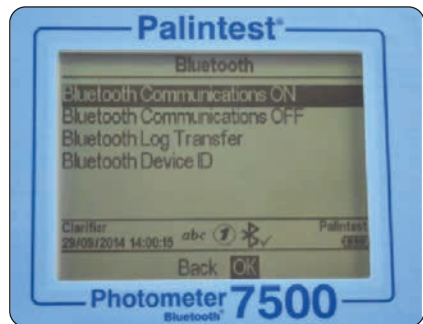 Palintest®
Bluetooth
Bluetooth Communications ON
Bluetooth Communications OFF
Bluetooth Log Transfer
Bluetooth Device ID
Clarifier
29/09/2014 14:00:15 abc 1
Palintest
Back OK
Photometer 7500
Bluetooth®